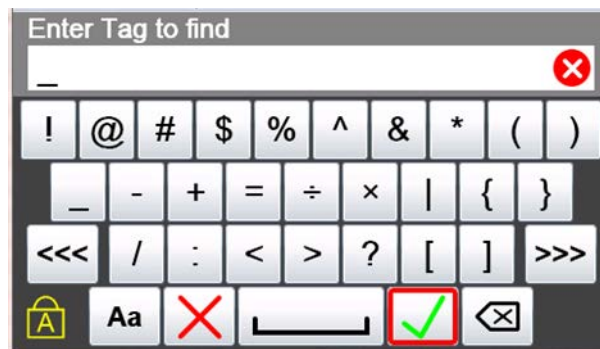 Enter Tag to find
_
! @ # $ % ^ & * ( )
_ - + = ÷ × | { }
<<< / : < > ? [ ] >>>
A Aa